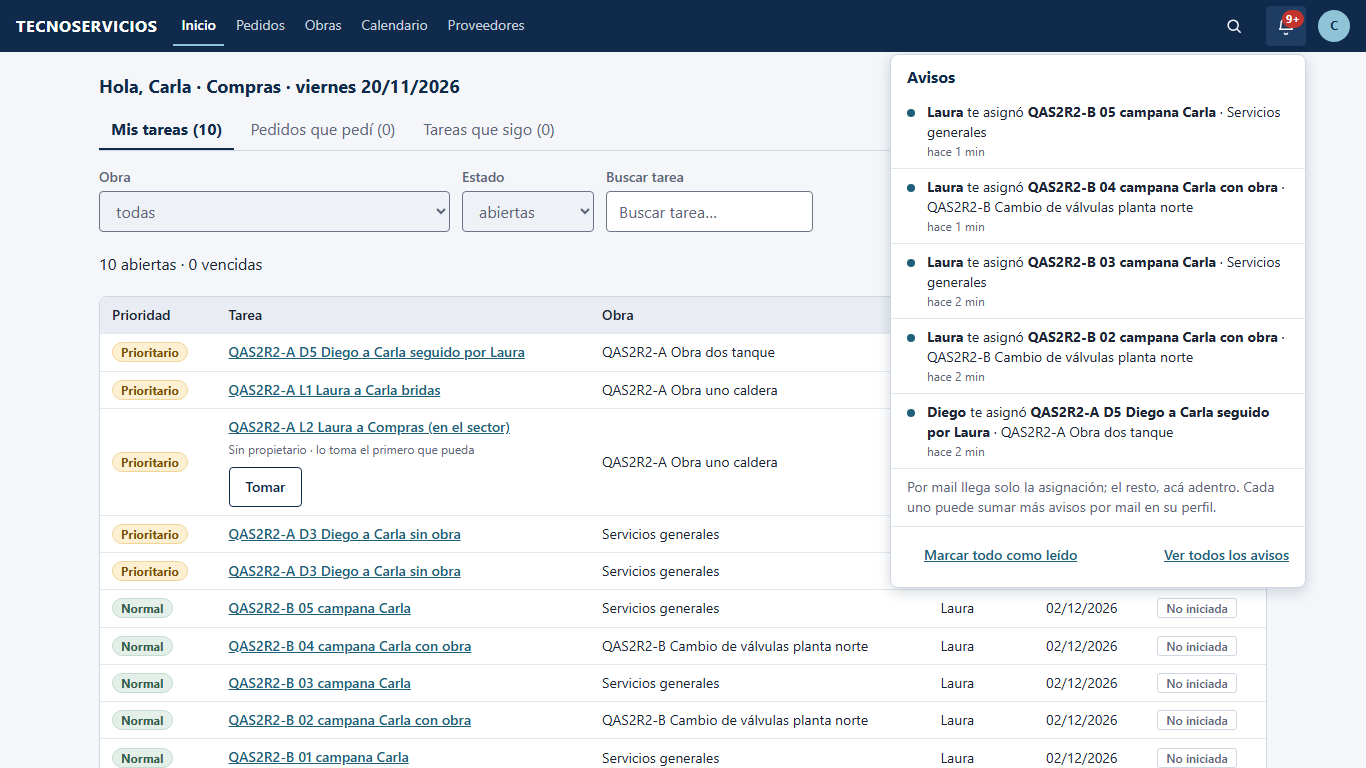 TECNOSERVICIOS Inicio Pedidos Obras Calendario Proveedores 9+ C
Hola, Carla · Compras · viernes 20/11/2026
Mis tareas (10) Pedidos que pedí (0) Tareas que sigo (0)
Obra Estado Buscar tarea
todas abiertas Buscar tarea...
10 abiertas · 0 vencidas
Prioridad Tarea Obra
Prioritario QAS2R2-A D5 Diego a Carla seguido por Laura QAS2R2-A Obra dos tanque
Prioritario QAS2R2-A L1 Laura a Carla bridas QAS2R2-A Obra uno caldera
QAS2R2-A L2 Laura a Compras (en el sector)
Sin propietario · lo toma el primero que pueda
Prioritario QAS2R2-A Obra uno caldera
Tomar
Prioritario QAS2R2-A D3 Diego a Carla sin obra Servicios generales
Prioritario QAS2R2-A D3 Diego a Carla sin obra Servicios generales
Normal QAS2R2-B 05 campana Carla Servicios generales Laura 02/12/2026 No iniciada
Normal QAS2R2-B 04 campana Carla con obra QAS2R2-B Cambio de válvulas planta norte Laura 02/12/2026 No iniciada
Normal QAS2R2-B 03 campana Carla Servicios generales Laura 02/12/2026 No iniciada
Normal QAS2R2-B 02 campana Carla con obra QAS2R2-B Cambio de válvulas planta norte Laura 02/12/2026 No iniciada
Normal QAS2R2-B 01 campana Carla Servicios generales Laura 02/12/2026 No iniciada
Avisos
Laura te asignó QAS2R2-B 05 campana Carla · Servicios
generales
hace 1 min
Laura te asignó QAS2R2-B 04 campana Carla con obra ·
QAS2R2-B Cambio de válvulas planta norte
hace 1 min
Laura te asignó QAS2R2-B 03 campana Carla · Servicios
generales
hace 2 min
Laura te asignó QAS2R2-B 02 campana Carla con obra ·
QAS2R2-B Cambio de válvulas planta norte
hace 2 min
Diego te asignó QAS2R2-A D5 Diego a Carla seguido
por Laura · QAS2R2-A Obra dos tanque
hace 2 min
Por mail llega solo la asignación; el resto, acá adentro. Cada
uno puede sumar más avisos por mail en su perfil.
Marcar todo como leído Ver todos los avisos